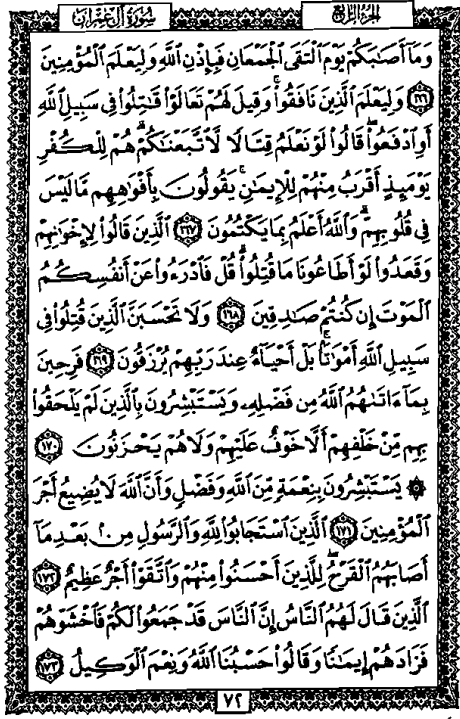 الجزء الرابع سورة آل عمران
وَمَآ أَصَٰبَكُمْ يَوْمَ ٱلْتَقَى ٱلْجَمْعَانِ فَبِإِذْنِ ٱللَّهِ وَلِيَعْلَمَ ٱلْمُؤْمِنِينَ
١٦٦ وَلِيَعْلَمَ ٱلَّذِينَ نَافَقُوا۟ ۚ وَقِيلَ لَهُمْ تَعَالَوْا۟ قَٰتِلُوا۟ فِى سَبِيلِ ٱللَّهِ
أَوِ ٱدْفَعُوا۟ ۖ قَالُوا۟ لَوْ نَعْلَمُ قِتَالًا لَّٱتَّبَعْنَٰكُمْ ۗ هُمْ لِلْكُفْرِ
يَوْمَئِذٍ أَقْرَبُ مِنْهُمْ لِلْإِيمَٰنِ ۚ يَقُولُونَ بِأَفْوَٰهِهِم مَّا لَيْسَ
فِى قُلُوبِهِمْ ۗ وَٱللَّهُ أَعْلَمُ بِمَا يَكْتُمُونَ ١٦٧ ٱلَّذِينَ قَالُوا۟ لِإِخْوَٰنِهِمْ
وَقَعَدُوا۟ لَوْ أَطَاعُونَا مَا قُتِلُوا۟ ۗ قُلْ فَٱدْرَءُوا۟ عَنْ أَنفُسِكُمُ
ٱلْمَوْتَ إِن كُنتُمْ صَٰدِقِينَ ١٦٨ وَلَا تَحْسَبَنَّ ٱلَّذِينَ قُتِلُوا۟ فِى
سَبِيلِ ٱللَّهِ أَمْوَٰتًۢا ۚ بَلْ أَحْيَآءٌ عِندَ رَبِّهِمْ يُرْزَقُونَ ١٦٩ فَرِحِينَ
بِمَآ ءَاتَىٰهُمُ ٱللَّهُ مِن فَضْلِهِۦ وَيَسْتَبْشِرُونَ بِٱلَّذِينَ لَمْ يَلْحَقُوا۟
بِهِم مِّنْ خَلْفِهِمْ أَلَّا خَوْفٌ عَلَيْهِمْ وَلَا هُمْ يَحْزَنُونَ ١٧٠
۞ يَسْتَبْشِرُونَ بِنِعْمَةٍ مِّنَ ٱللَّهِ وَفَضْلٍ وَأَنَّ ٱللَّهَ لَا يُضِيعُ أَجْرَ
ٱلْمُؤْمِنِينَ ١٧١ ٱلَّذِينَ ٱسْتَجَابُوا۟ لِلَّهِ وَٱلرَّسُولِ مِنۢ بَعْدِ مَآ
أَصَابَهُمُ ٱلْقَرْحُ ۚ لِلَّذِينَ أَحْسَنُوا۟ مِنْهُمْ وَٱتَّقَوْا۟ أَجْرٌ عَظِيمٌ ١٧٢
ٱلَّذِينَ قَالَ لَهُمُ ٱلنَّاسُ إِنَّ ٱلنَّاسَ قَدْ جَمَعُوا۟ لَكُمْ فَٱخْشَوْهُمْ
فَزَادَهُمْ إِيمَٰنًا وَقَالُوا۟ حَسْبُنَا ٱللَّهُ وَنِعْمَ ٱلْوَكِيلُ ١٧٣
٧٢